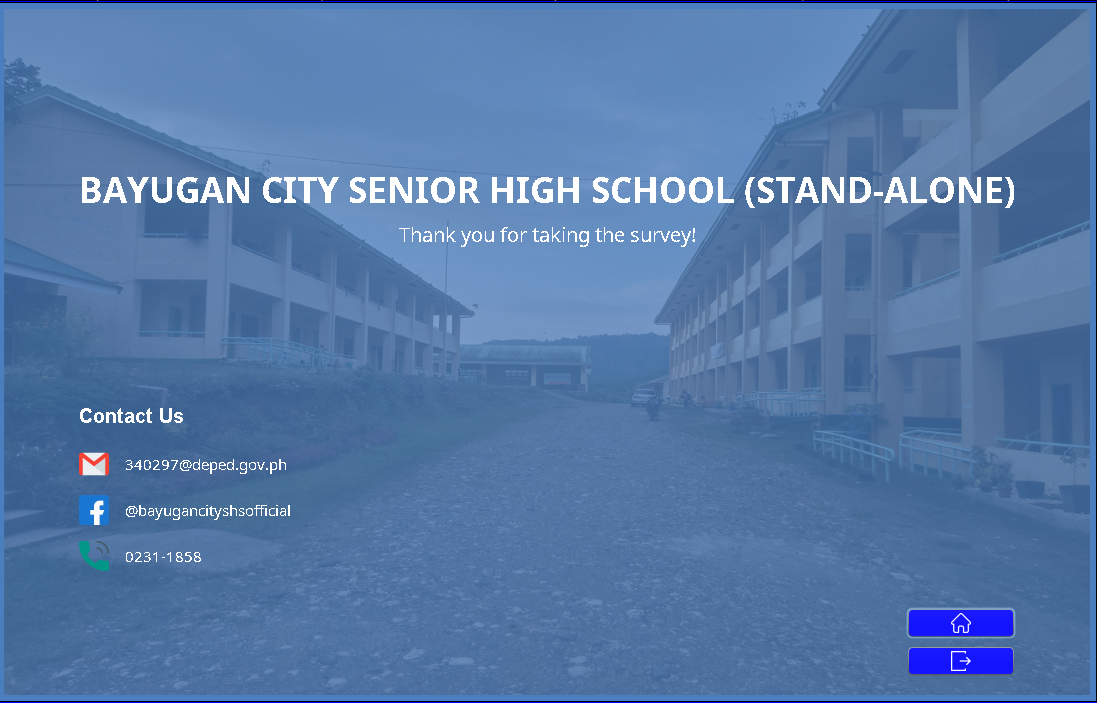 BAYUGAN CITY SENIOR HIGH SCHOOL (STAND-ALONE)
Thank you for taking the survey!
Contact Us
340297@deped.gov.ph
@bayugancityshsofficial
0231-1858